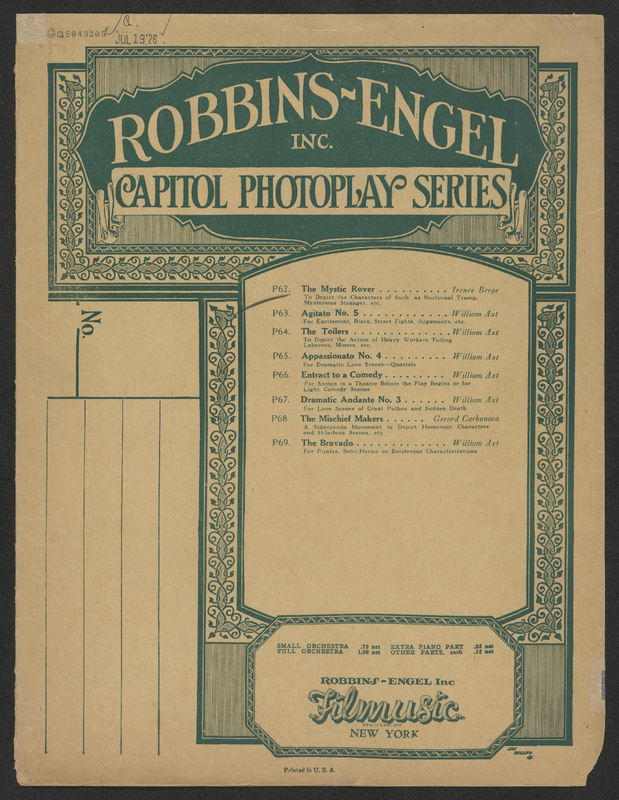 JUL 19 '26
ROBBINS~ENGEL
INC.
CAPITOL PHOTOPLAY SERIES
P62. The Mystic Rover . . . . . . . . . . Irenee Berge
To Depict the Characters of Such as Nocturnal Tramp,
Mysterious Stranger, etc.
P63. Agitato No. 5 . . . . . . . . . . . . William Axt
For Excitement, Riots, Street Fights, Arguments, etc.
P64. The Toilers . . . . . . . . . . . . . William Axt
To Depict the Action of Heavy Workers Toiling
Laborers, Miners, etc.
P65. Appassionato No. 4 . . . . . . . . . William Axt
For Dramatic Love Scenes—Quarrels
P66. Entract to a Comedy . . . . . . . . . William Axt
For Scenes in a Theatre Before the Play Begins or for
Light Comedy Scenes
P67. Dramatic Andante No. 3 . . . . . . William Axt
For Love Scenes of Great Pathos and Sudden Death
P68 The Mischief Makers . . . . . . Gerard Carbonara
A Scherzando Movement to Depict Humorous Characters
and Hilarious Scenes, etc.
P69. The Bravado . . . . . . . . . . . . . William Axt
For Pirates, Semi-Heroic or Boisterous Characterizations
No.
SMALL ORCHESTRA .75 net EXTRA PIANO PART .25 net
FULL ORCHESTRA 1.00 net OTHER PARTS, each .15 net
ROBBINS~ENGEL Inc
Filmusic
NEW YORK
Printed in U. S. A.